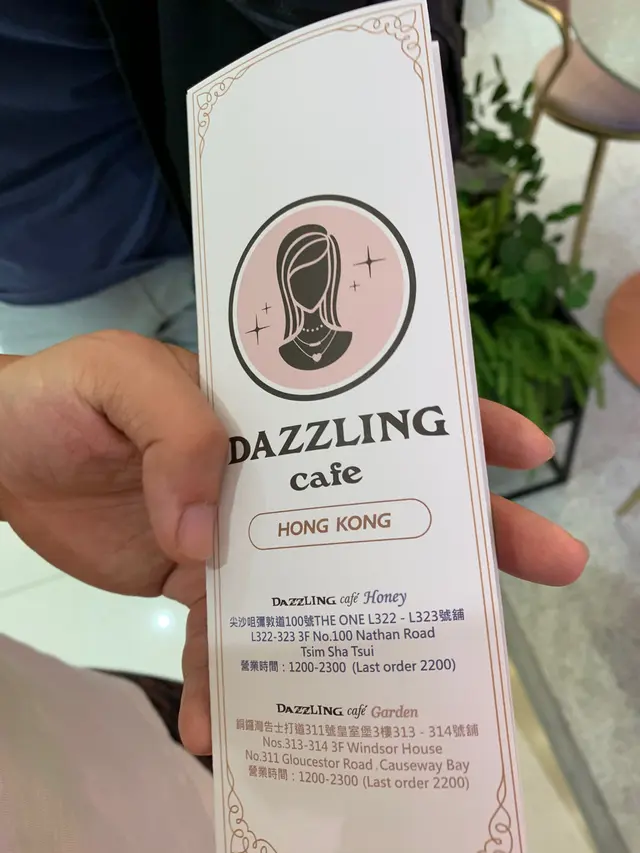 DAZZLING
cafe
HONG KONG
DAZZLING café Honey
尖沙咀彌敦道100號THE ONE L322 - L323號舖
L322-323 3F No.100 Nathan Road
Tsim Sha Tsui
營業時間：1200-2300 (Last order 2200)
DAZZLING café Garden
銅鑼灣告士打道311號皇室堡3樓313 - 314號舖
Nos.313-314 3F Windsor House
No.311 Gloucestor Road , Causeway Bay
營業時間：1200-2300 (Last order 2200)